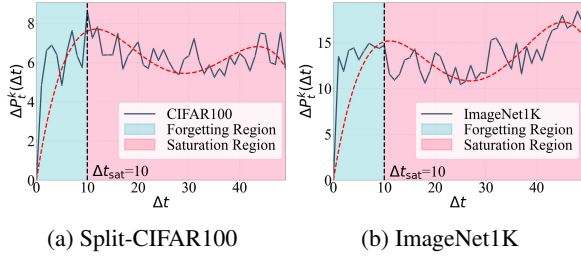 ΔP_t^k(Δt)
8
6
4
2
0
CIFAR100
Forgetting Region
Saturation Region
Δt_sat=10
0 10 20 30 40
Δt
(a) Split-CIFAR100
ΔP_t^k(Δt)
15
10
5
0
ImageNet1K
Forgetting Region
Saturation Region
Δt_sat=10
0 10 20 30 40
Δt
(b) ImageNet1K